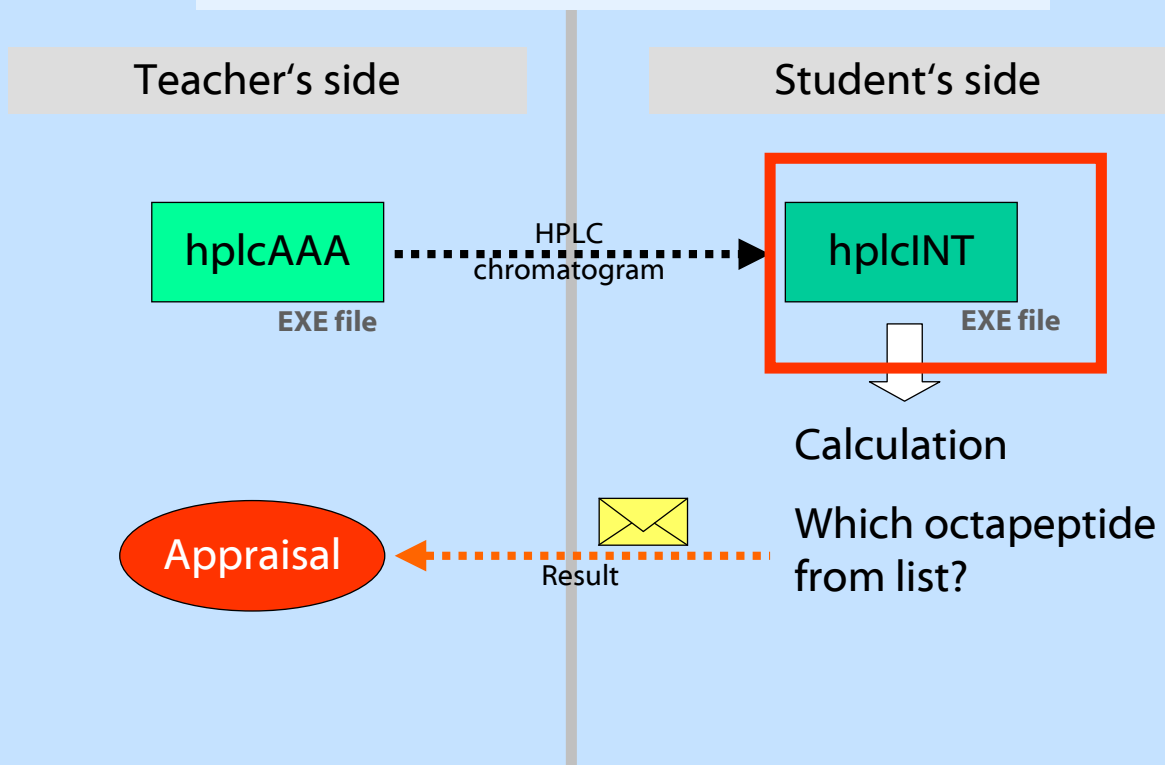 Teacher‘s side
Student‘s side
hplcAAA
EXE file
HPLC
chromatogram
hplcINT
EXE file
Calculation
Which octapeptide
from list?
Result
Appraisal